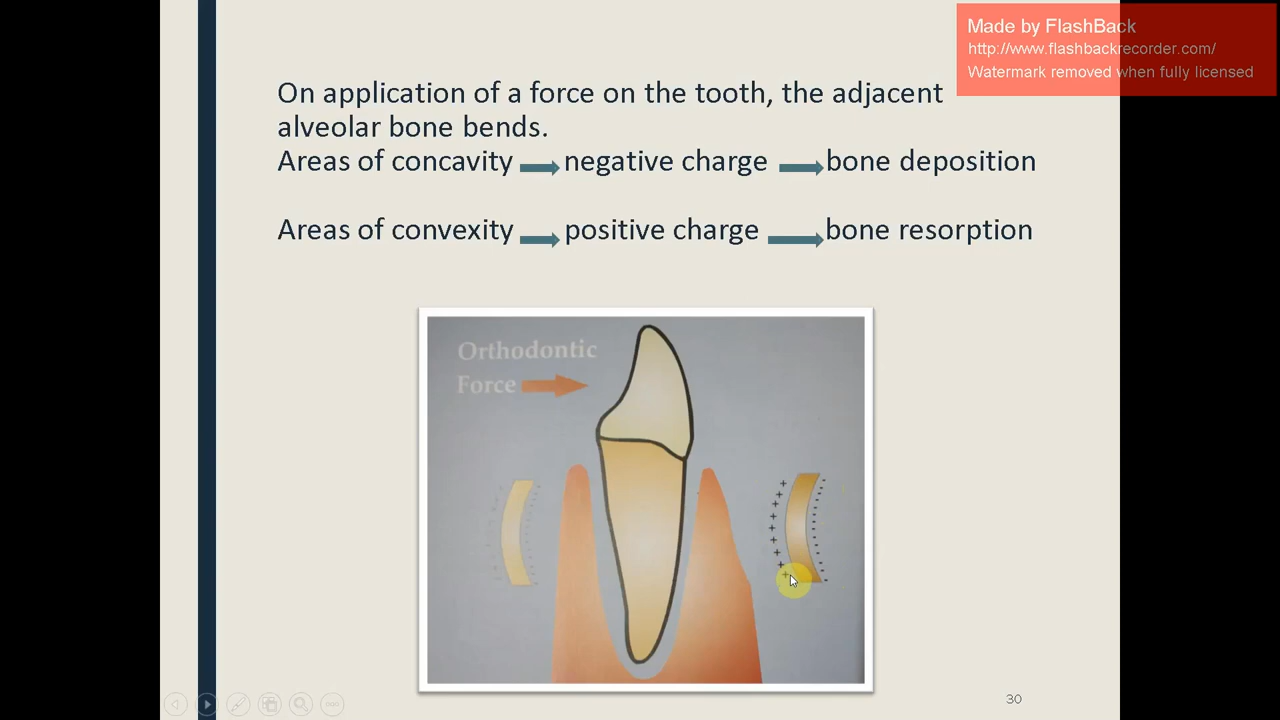 Made by FlashBack
http://www.flashbackrecorder.com/
Watermark removed when fully licensed
On application of a force on the tooth, the adjacent
alveolar bone bends.
Areas of concavity negative charge bone deposition
Areas of convexity positive charge bone resorption
Orthodontic
Force
30